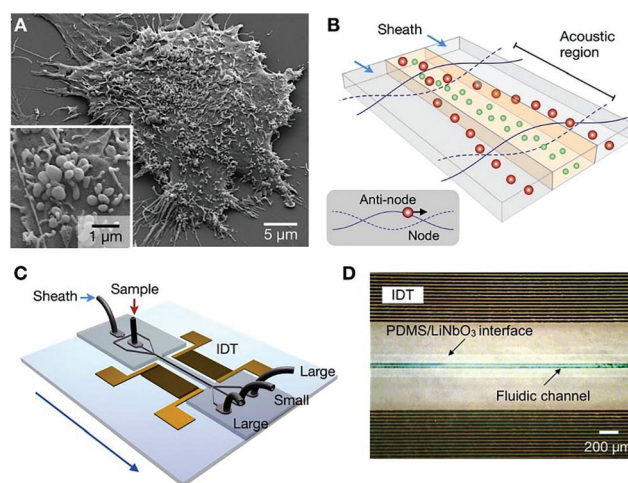 A
1 µm
5 µm
B
Sheath
Acoustic
region
Anti-node
Node
C
Sample
Sheath
IDT
Large
Small
Large
D
IDT
PDMS/LiNbO₃ interface
Fluidic channel
200 µm